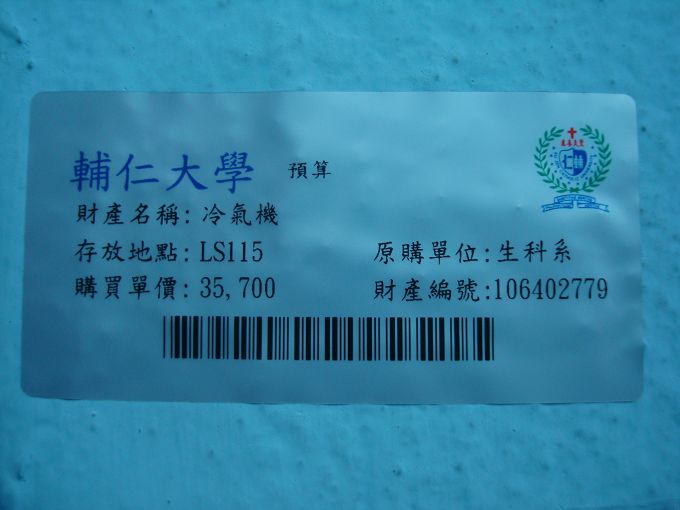 輔仁大學 預算
財產名稱: 冷氣機
存放地點: LS115 原購單位:生科系
購買單價: 35,700 財產編號:106402779